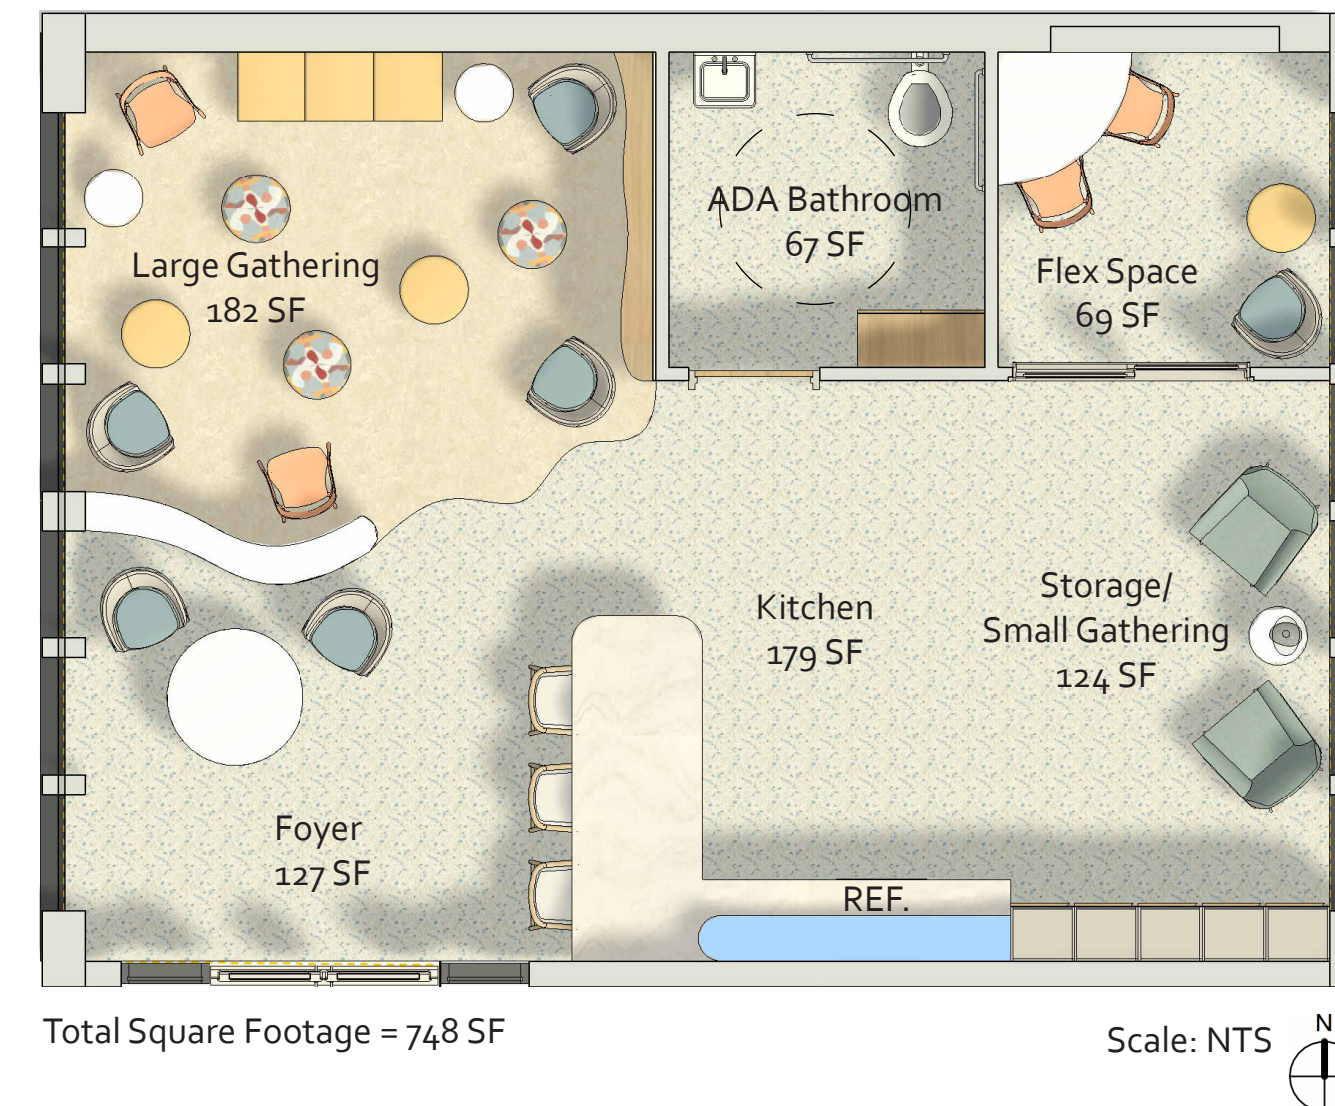 ADA Bathroom
67 SF
Large Gathering
182 SF
Flex Space
69 SF
Kitchen
179 SF
Storage/
Small Gathering
124 SF
Foyer
127 SF
REF.
Total Square Footage = 748 SF
Scale: NTS
N